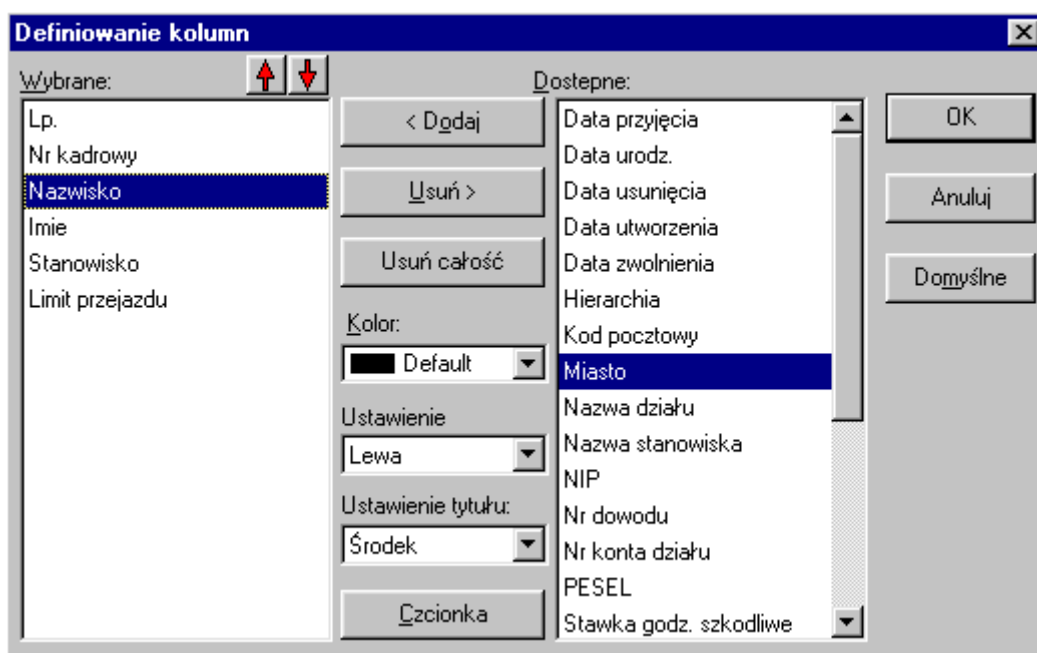 Definiowanie kolumn
Wybrane:
Lp.
Nr kadrowy
Nazwisko
Imie
Stanowisko
Limit przejazdu
< Dodaj
Usuń >
Usuń całość
Kolor:
Default
Ustawienie
Lewa
Ustawienie tytułu:
Środek
Czcionka
Dostepne:
Data przyjęcia
Data urodz.
Data usunięcia
Data utworzenia
Data zwolnienia
Hierarchia
Kod pocztowy
Miasto
Nazwa działu
Nazwa stanowiska
NIP
Nr dowodu
Nr konta działu
PESEL
Stawka godz. szkodliwe
OK
Anuluj
Domyślne